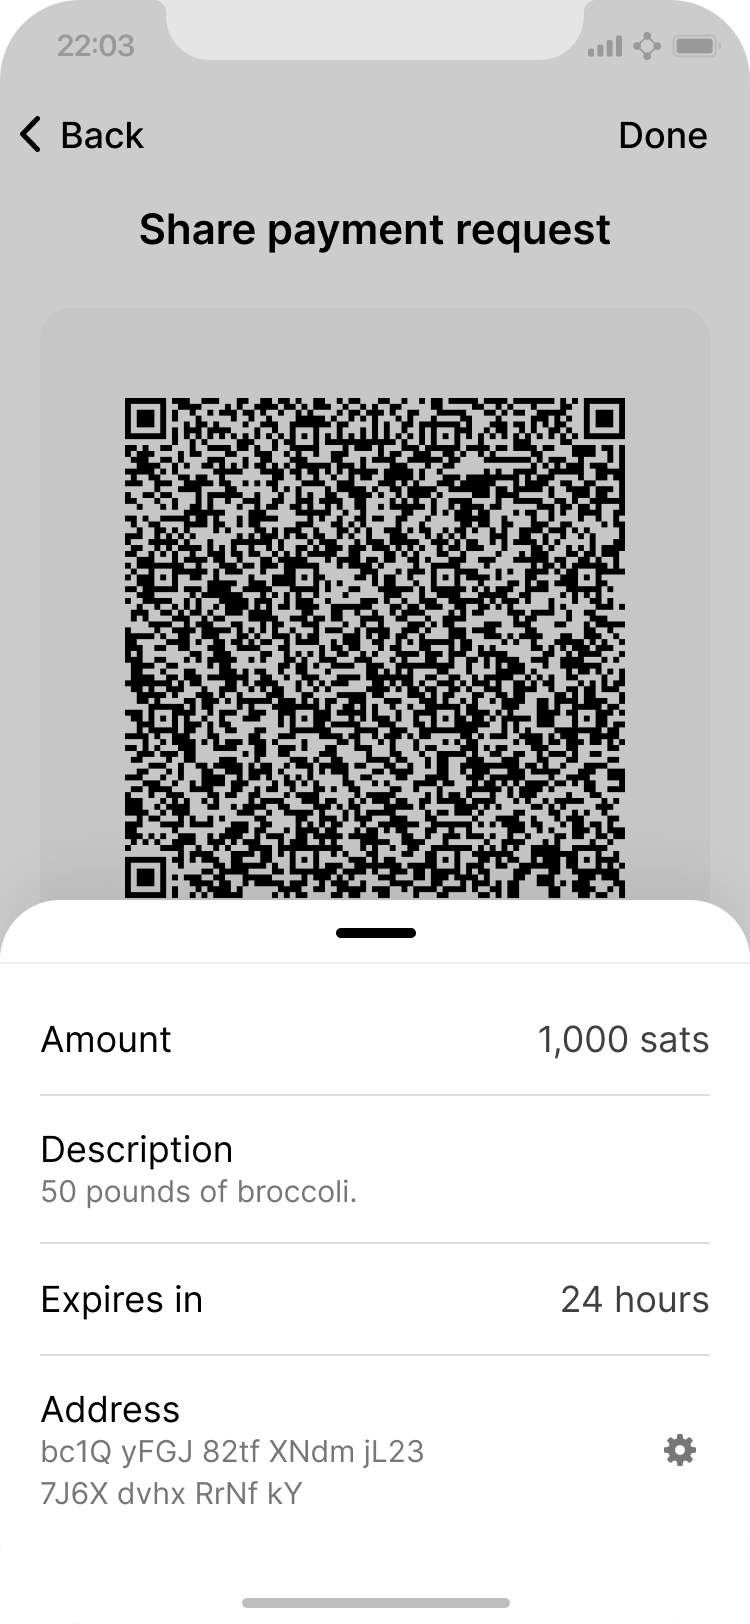 22:03
Back
Done
Share payment request
Amount
1,000 sats
Description
50 pounds of broccoli.
Expires in
24 hours
Address
bc1Q yFGJ 82tf XNdm jL23
7J6X dvhx RrNf kY